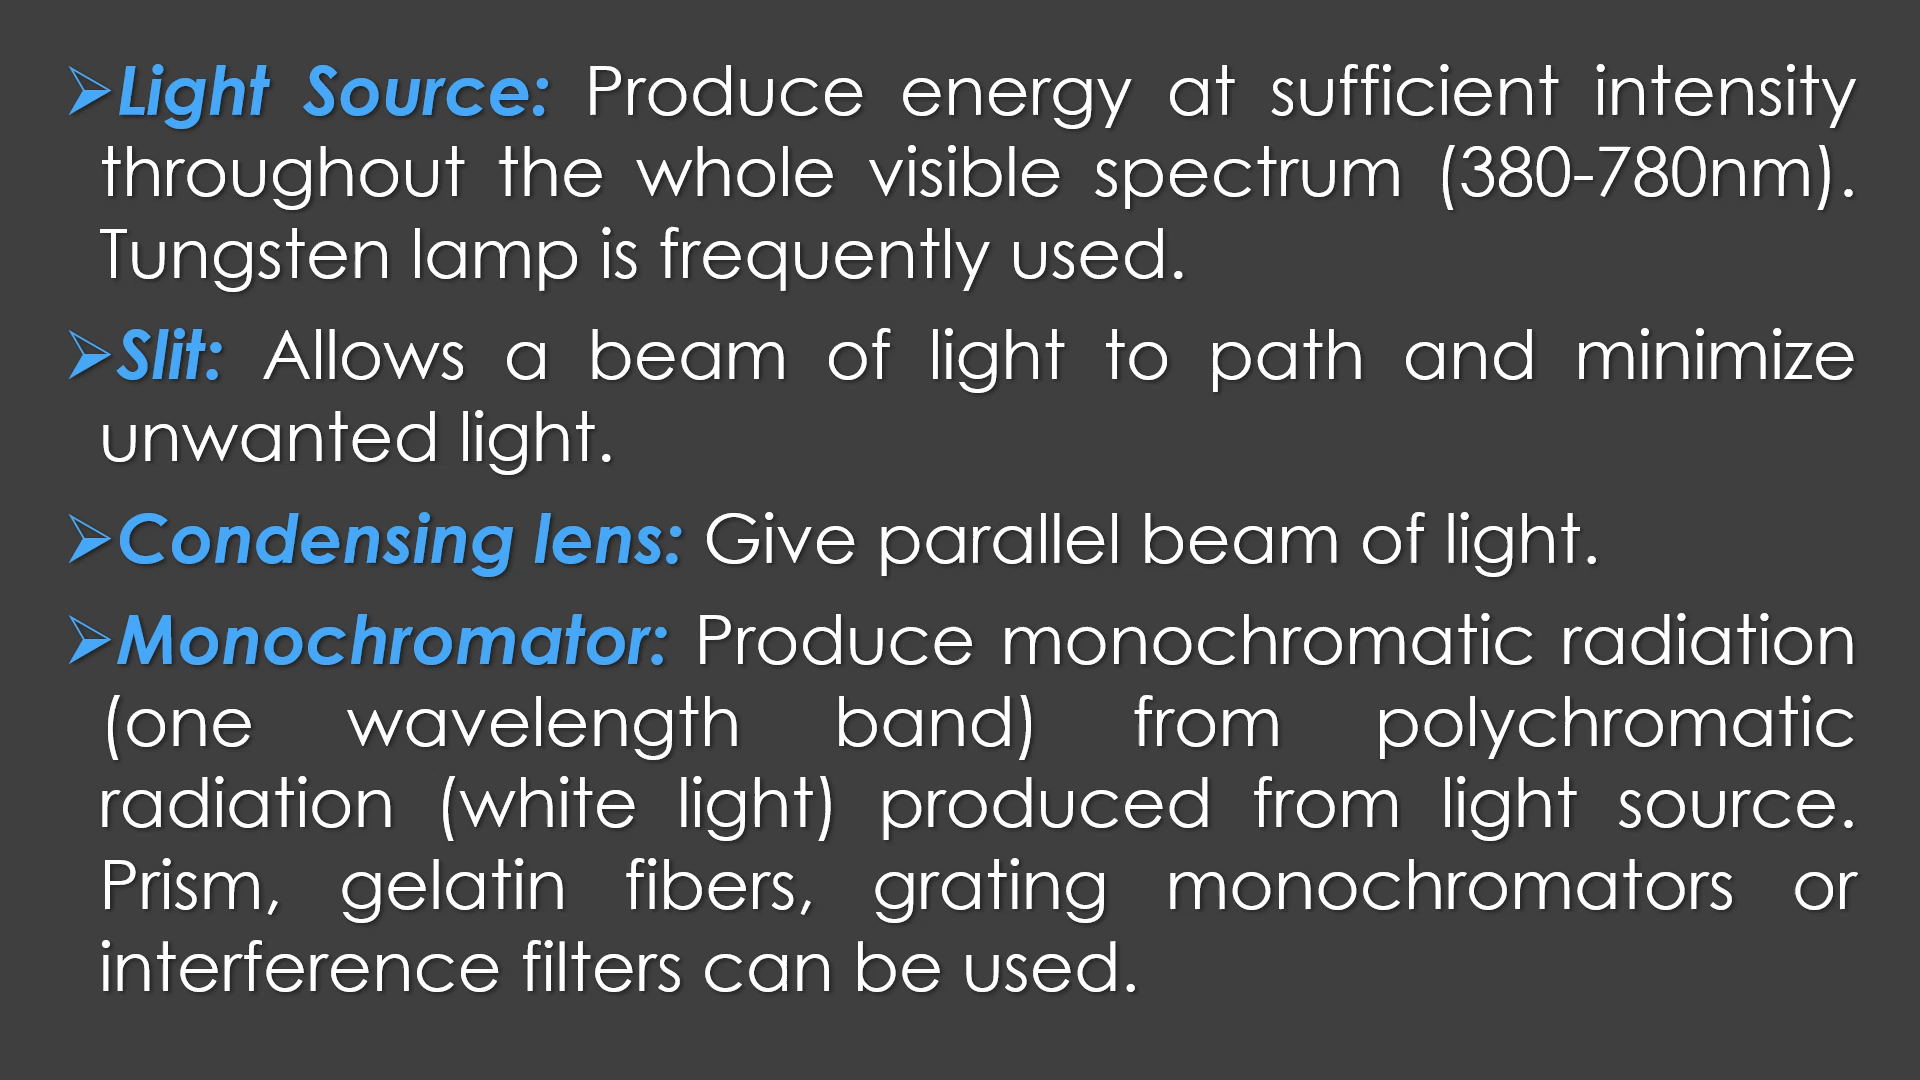 ➢Light Source: Produce energy at sufficient intensity
throughout the whole visible spectrum (380-780nm).
Tungsten lamp is frequently used.
➢Slit: Allows a beam of light to path and minimize
unwanted light.
➢Condensing lens: Give parallel beam of light.
➢Monochromator: Produce monochromatic radiation
(one wavelength band) from polychromatic
radiation (white light) produced from light source.
Prism, gelatin fibers, grating monochromators or
interference filters can be used.